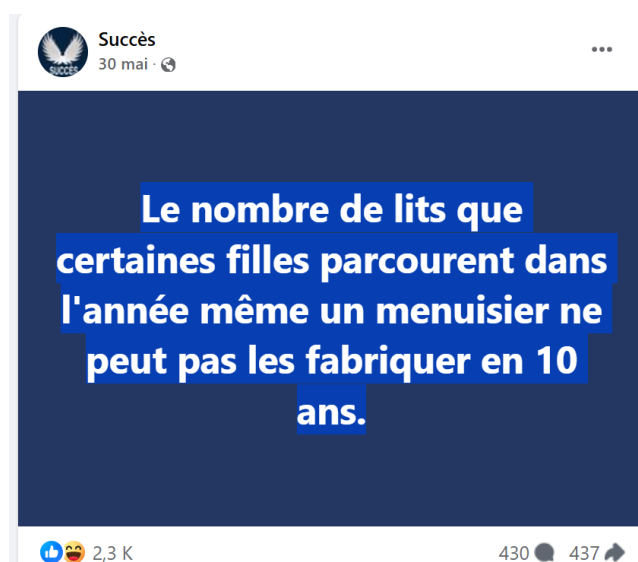 Succès
30 mai
SUCCÈS
Le nombre de lits que
certaines filles parcourent dans
l'année même un menuisier ne
peut pas les fabriquer en 10
ans.
2,3 K
430
437